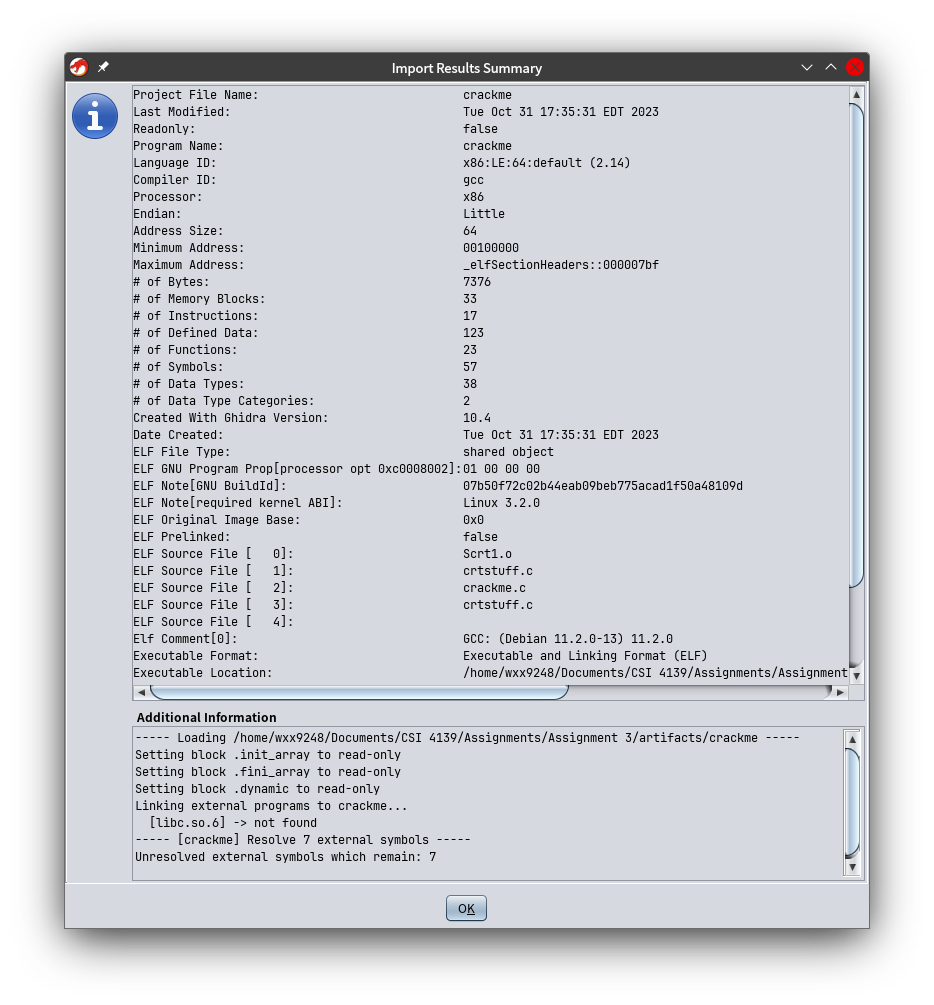 Import Results Summary
Project File Name: crackme
Last Modified: Tue Oct 31 17:35:31 EDT 2023
Readonly: false
Program Name: crackme
Language ID: x86:LE:64:default (2.14)
Compiler ID: gcc
Processor: x86
Endian: Little
Address Size: 64
Minimum Address: 00100000
Maximum Address: _elfSectionHeaders::000007bf
# of Bytes: 7376
# of Memory Blocks: 33
# of Instructions: 17
# of Defined Data: 123
# of Functions: 23
# of Symbols: 57
# of Data Types: 38
# of Data Type Categories: 2
Created With Ghidra Version: 10.4
Date Created: Tue Oct 31 17:35:31 EDT 2023
ELF File Type: shared object
ELF GNU Program Prop[processor opt 0xc0008002]: 01 00 00 00
ELF Note[GNU BuildId]: 07b50f72c02b44eab09beb775acad1f50a48109d
ELF Note[required kernel ABI]: Linux 3.2.0
ELF Original Image Base: 0x0
ELF Prelinked: false
ELF Source File [   0]: Scrt1.o
ELF Source File [   1]: crtstuff.c
ELF Source File [   2]: crackme.c
ELF Source File [   3]: crtstuff.c
ELF Source File [   4]:
Elf Comment[0]: GCC: (Debian 11.2.0-13) 11.2.0
Executable Format: Executable and Linking Format (ELF)
Executable Location: /home/wxx9248/Documents/CSI 4139/Assignments/Assignment
Additional Information
----- Loading /home/wxx9248/Documents/CSI 4139/Assignments/Assignment 3/artifacts/crackme -----
Setting block .init_array to read-only
Setting block .fini_array to read-only
Setting block .dynamic to read-only
Linking external programs to crackme...
[libc.so.6] -> not found
----- [crackme] Resolve 7 external symbols -----
Unresolved external symbols which remain: 7
OK